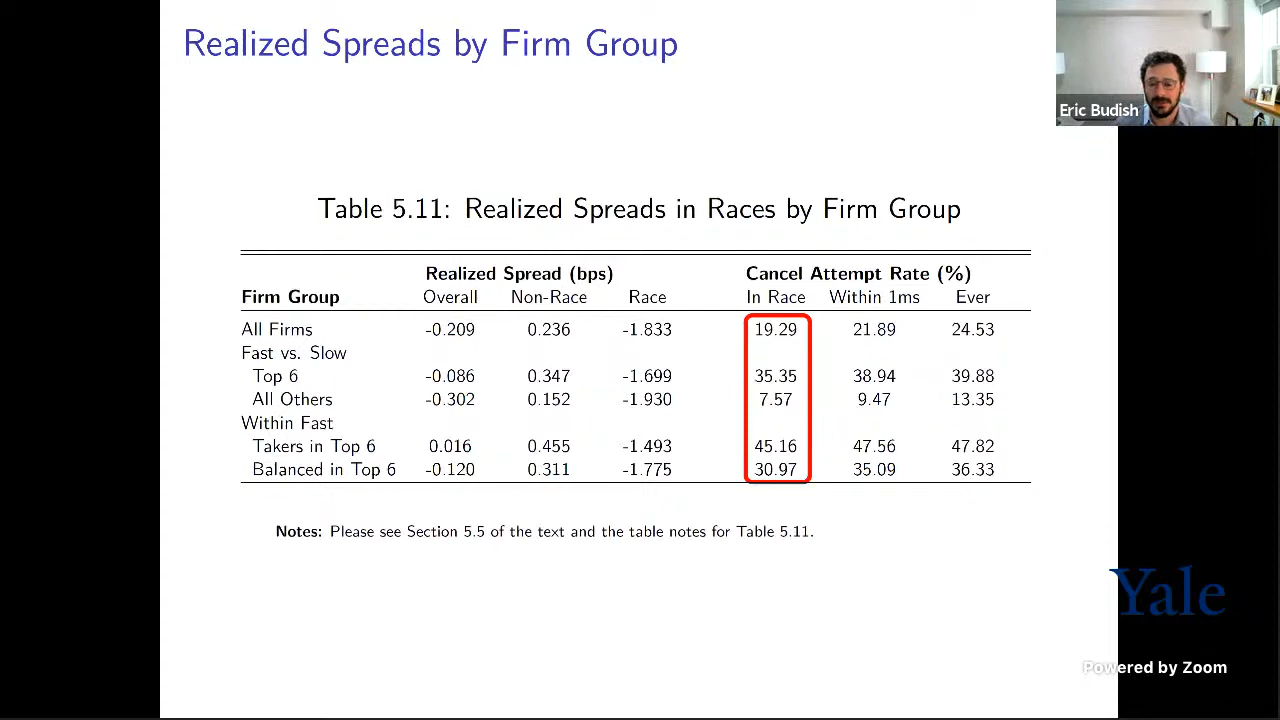 Realized Spreads by Firm Group
Eric Budish
Table 5.11: Realized Spreads in Races by Firm Group
Realized Spread (bps) Cancel Attempt Rate (%)
Firm Group Overall Non-Race Race In Race Within 1ms Ever
All Firms -0.209 0.236 -1.833 19.29 21.89 24.53
Fast vs. Slow
Top 6 -0.086 0.347 -1.699 35.35 38.94 39.88
All Others -0.302 0.152 -1.930 7.57 9.47 13.35
Within Fast
Takers in Top 6 0.016 0.455 -1.493 45.16 47.56 47.82
Balanced in Top 6 -0.120 0.311 -1.775 30.97 35.09 36.33
Notes: Please see Section 5.5 of the text and the table notes for Table 5.11.
Yale
Powered by Zoom